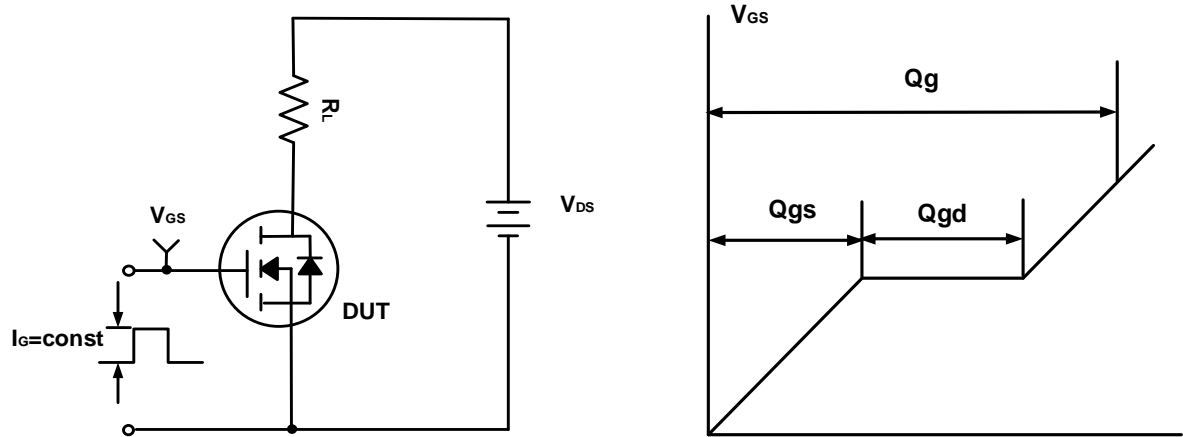 RL
VGS
VDS
DUT
IG=const
VGS
Qg
Qgs
Qgd